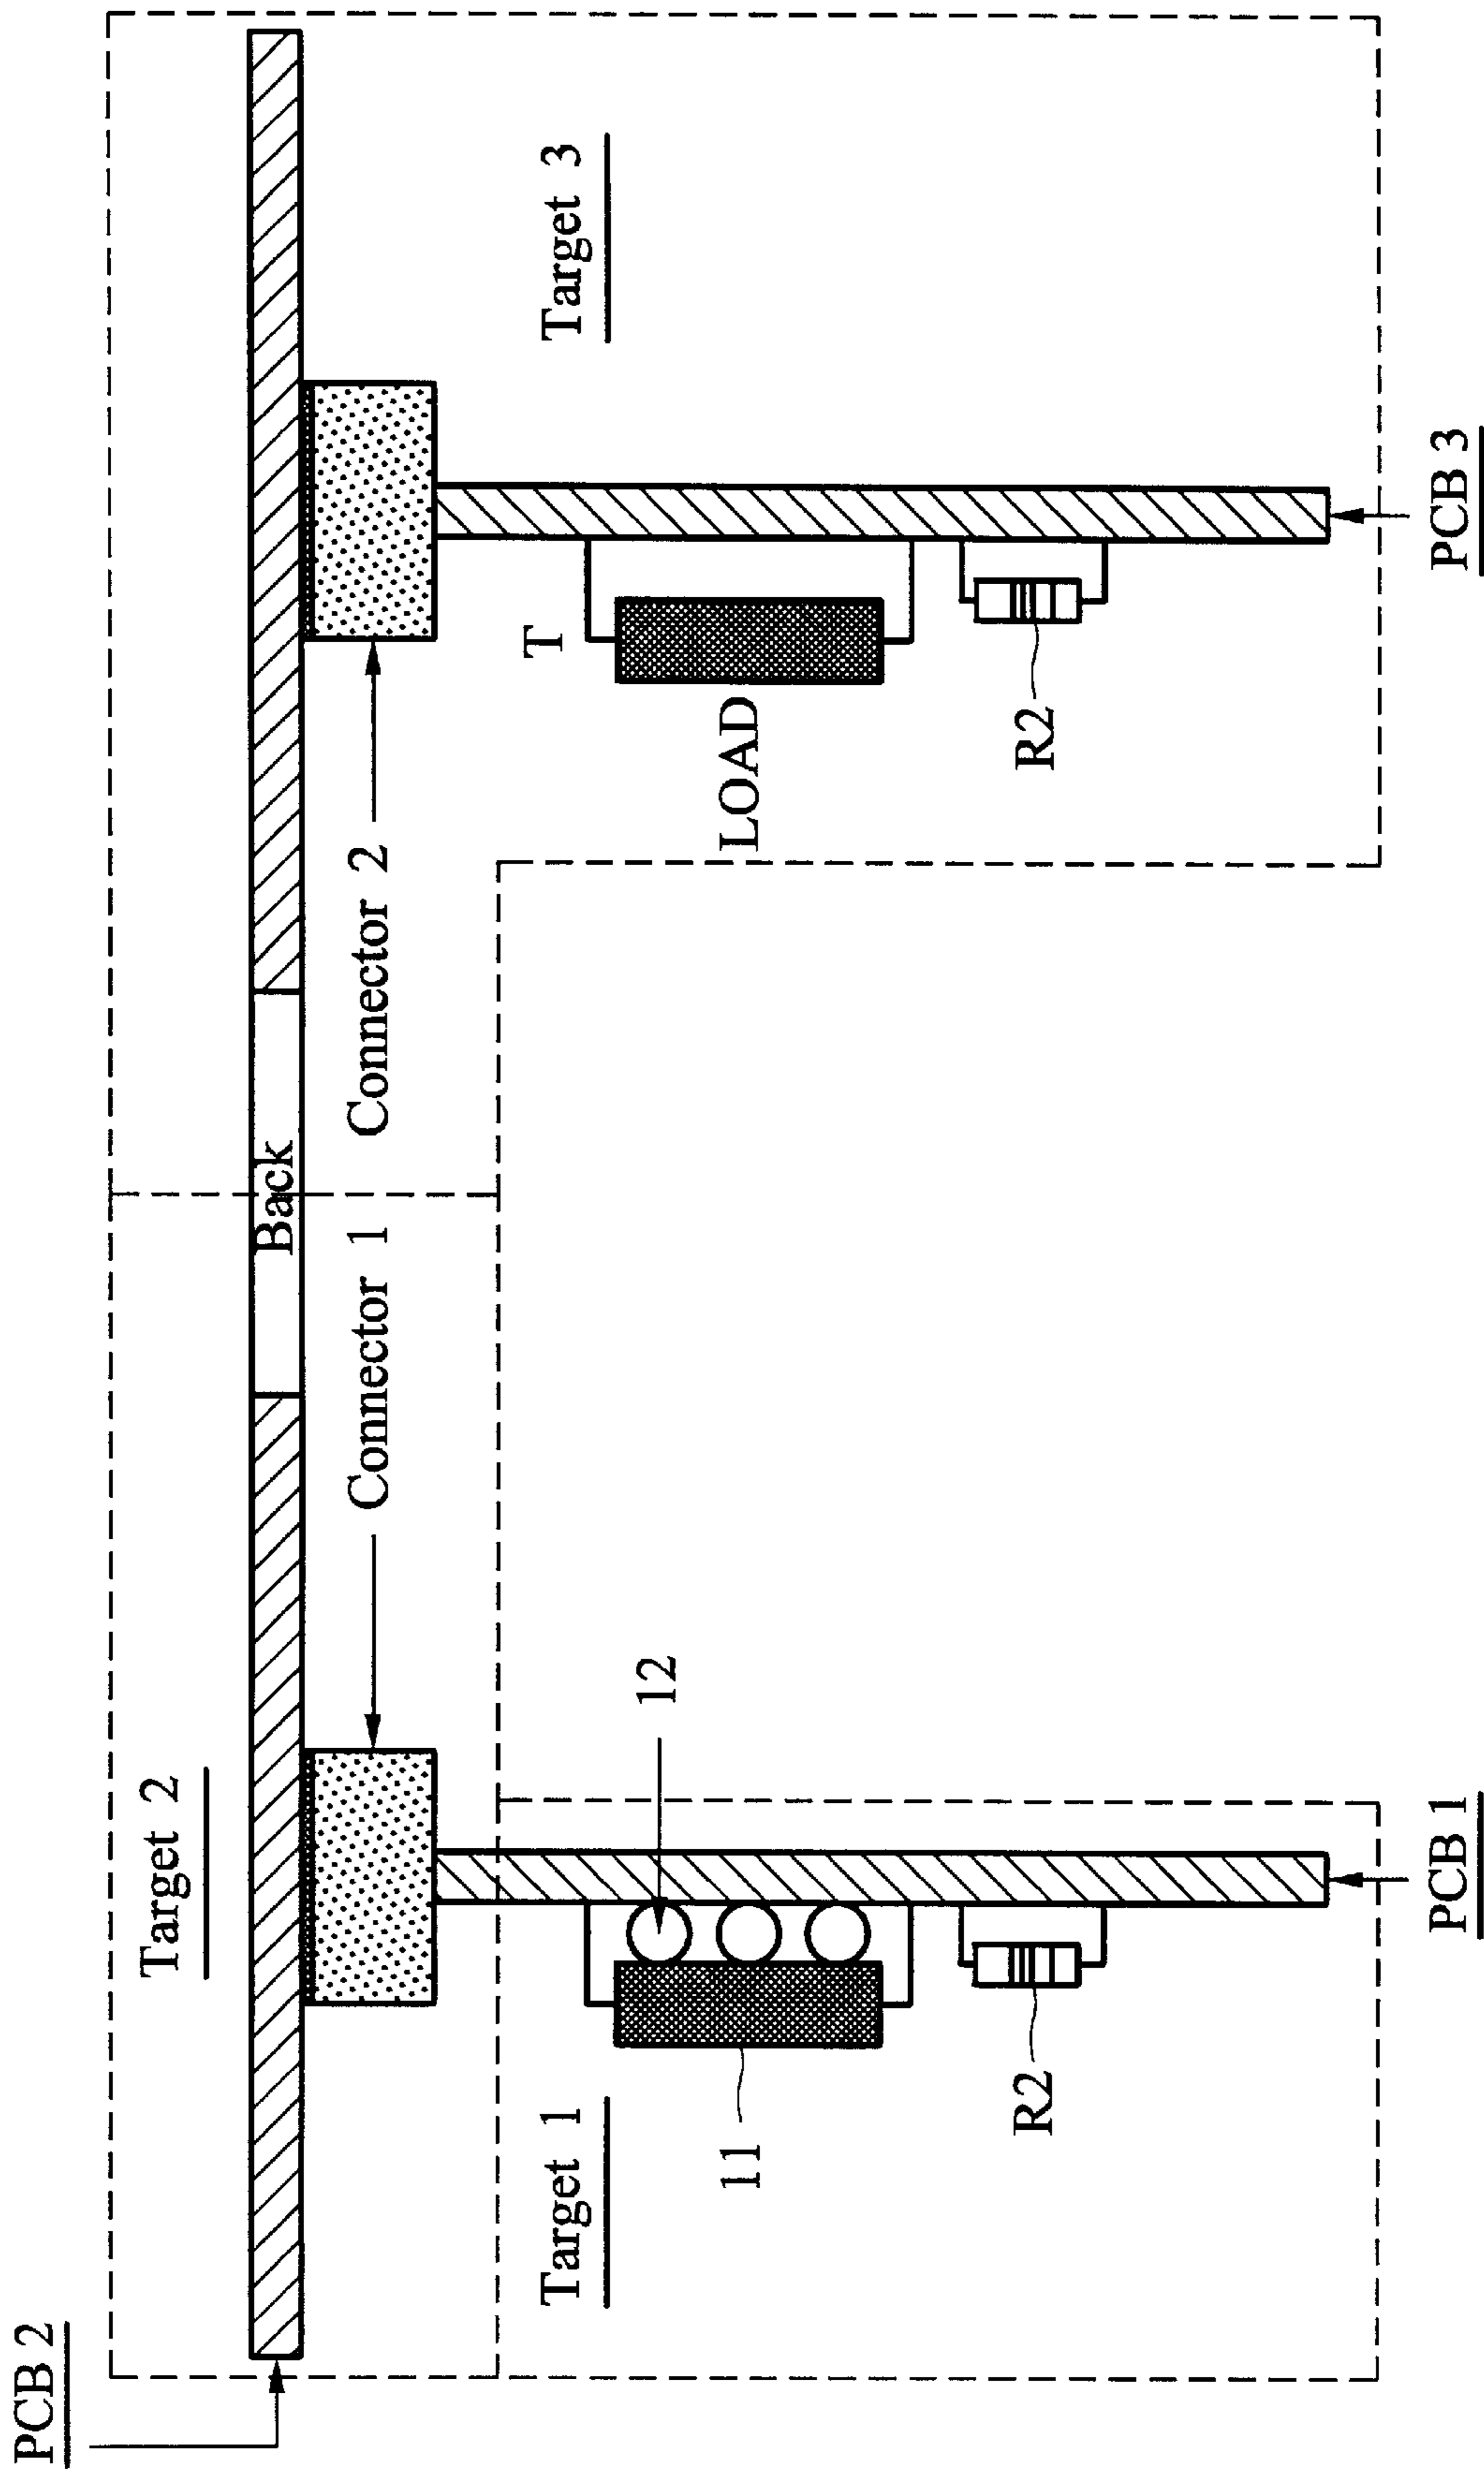 PCB 2
Target 2
Back
Connector 1
Connector 2
Target 1
Target 3
12
11
T
LOAD
R2
R2
PCB 1
PCB 3